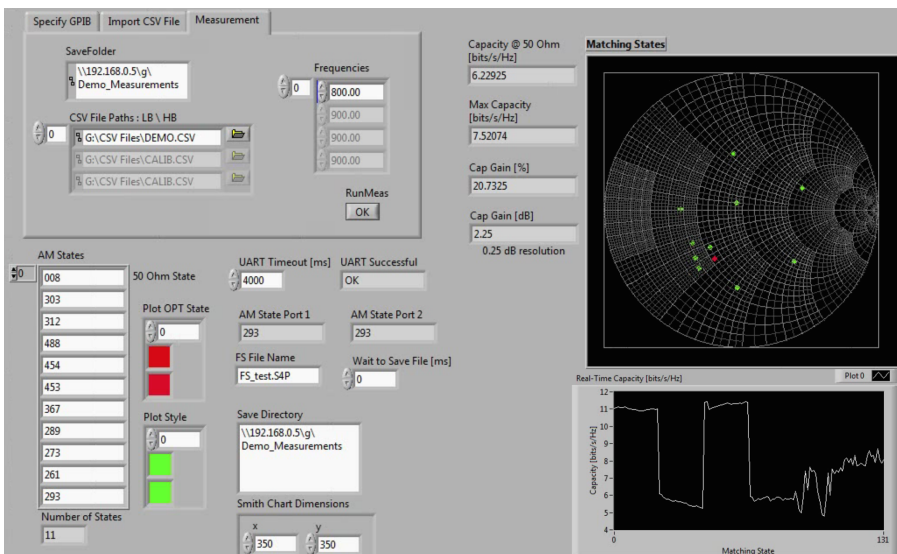 Specify GPIB Import CSV File Measurement
SaveFolder
\\192.168.0.5\g\
Demo_Measurements
Frequencies
0 800.00
900.00
900.00
900.00
CSV File Paths : LB \ HB
0 G:\CSV Files\DEMO.CSV
G:\CSV Files\CALIB.CSV
G:\CSV Files\CALIB.CSV
RunMeas
OK
Capacity @ 50 Ohm
[bits/s/Hz]
6.22925
Max Capacity
[bits/s/Hz]
7.52074
Cap Gain [%]
20.7325
Cap Gain [dB]
2.25
0.25 dB resolution
Matching States
AM States
0 008 50 Ohm State
303
312
488
454
453
367
289
273
261
293
Number of States
11
Plot OPT State
0
Plot Style
0
UART Timeout [ms] UART Successful
4000 OK
AM State Port 1 AM State Port 2
293 293
FS File Name Wait to Save File [ms]
FS_test.S4P 0
Save Directory
\\192.168.0.5\g\
Demo_Measurements
Smith Chart Dimensions
x y
350 350
Real-Time Capacity [bits/s/Hz] Plot 0
Capacity [bits/s/Hz]
12
11
10
9
8
7
6
5
4
0 131
Matching State